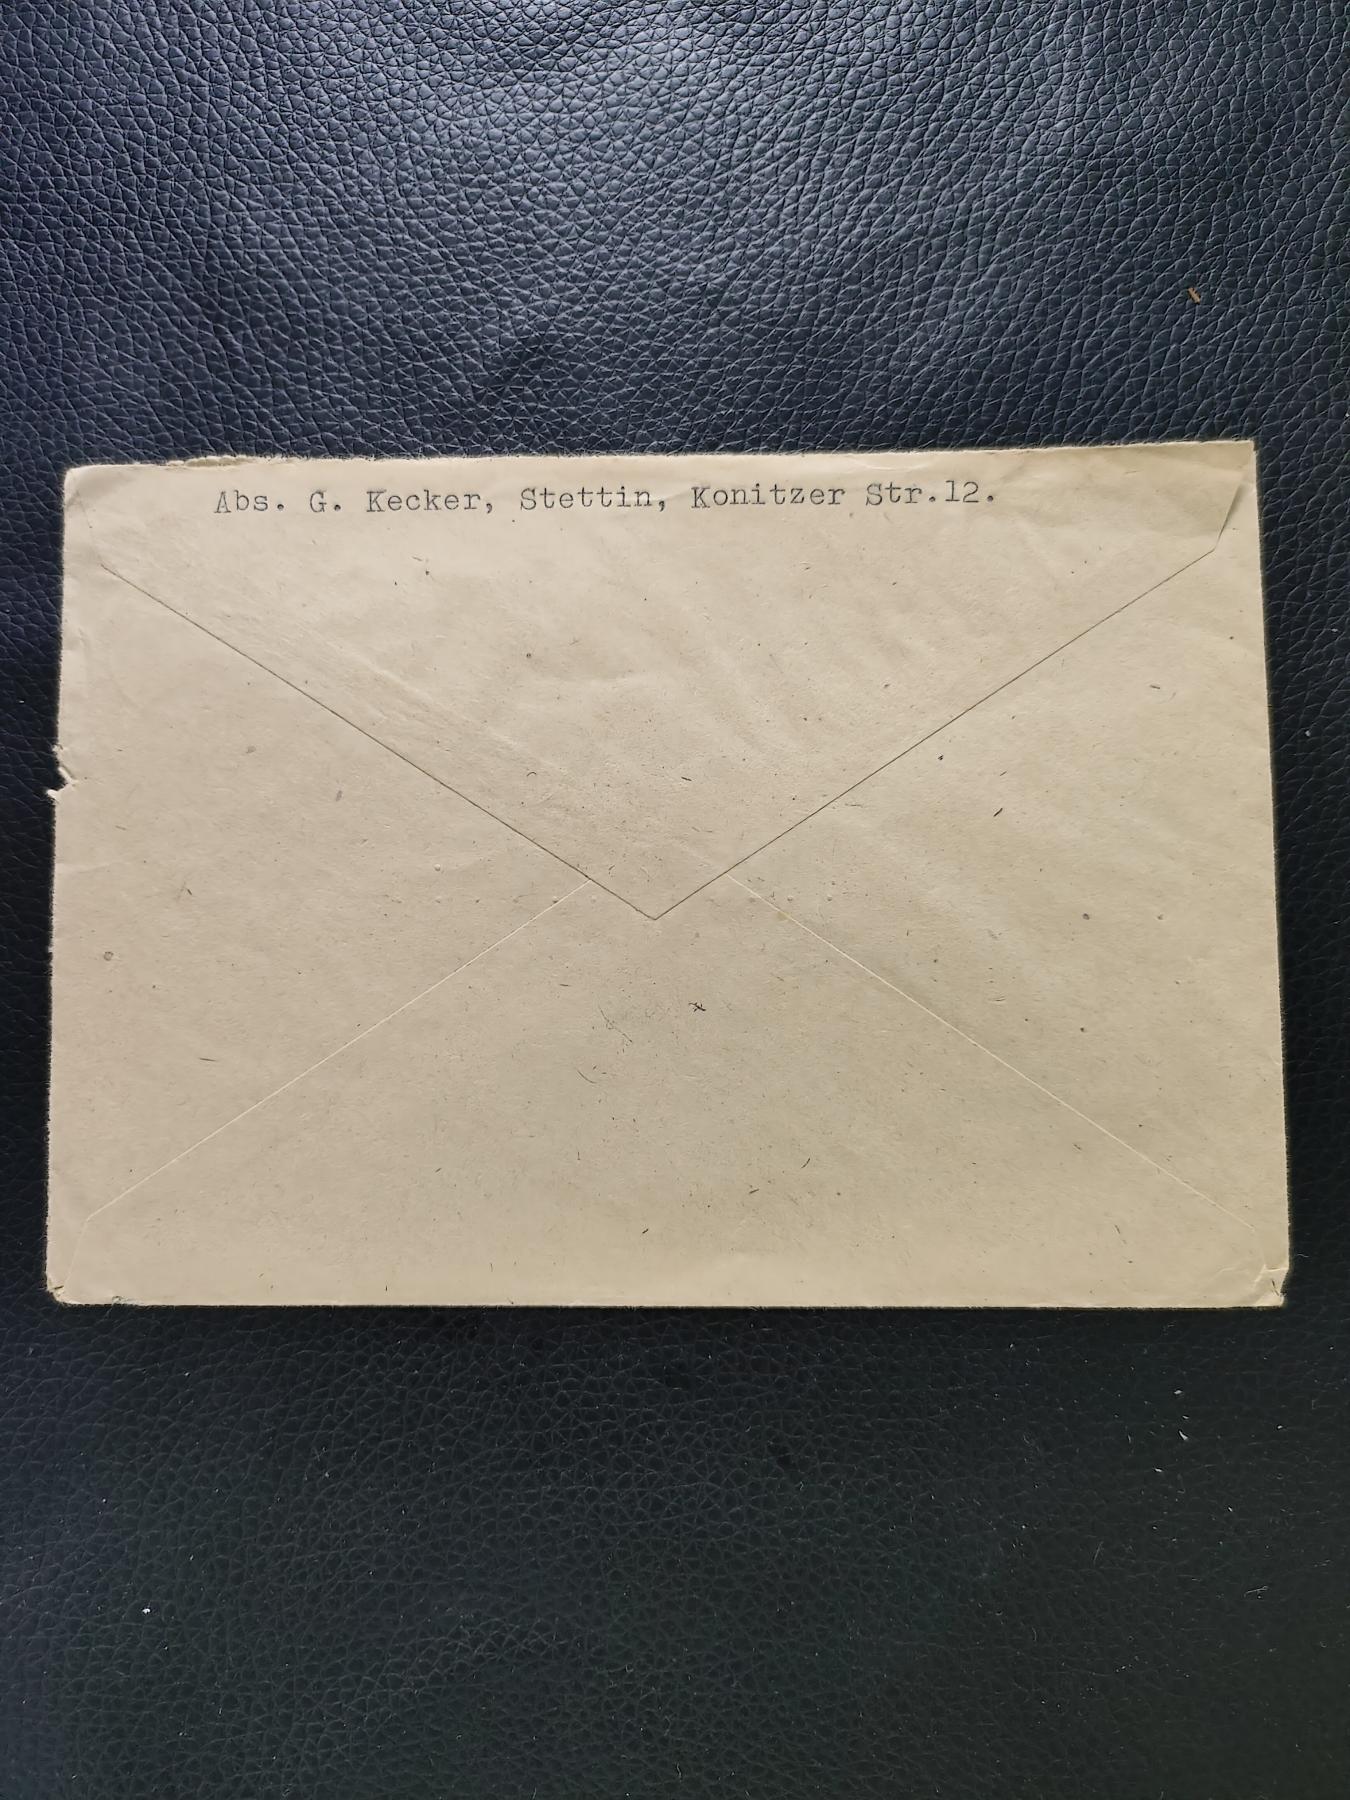 Abs. G. Kecker, Stettin, Konitzer Str.12.